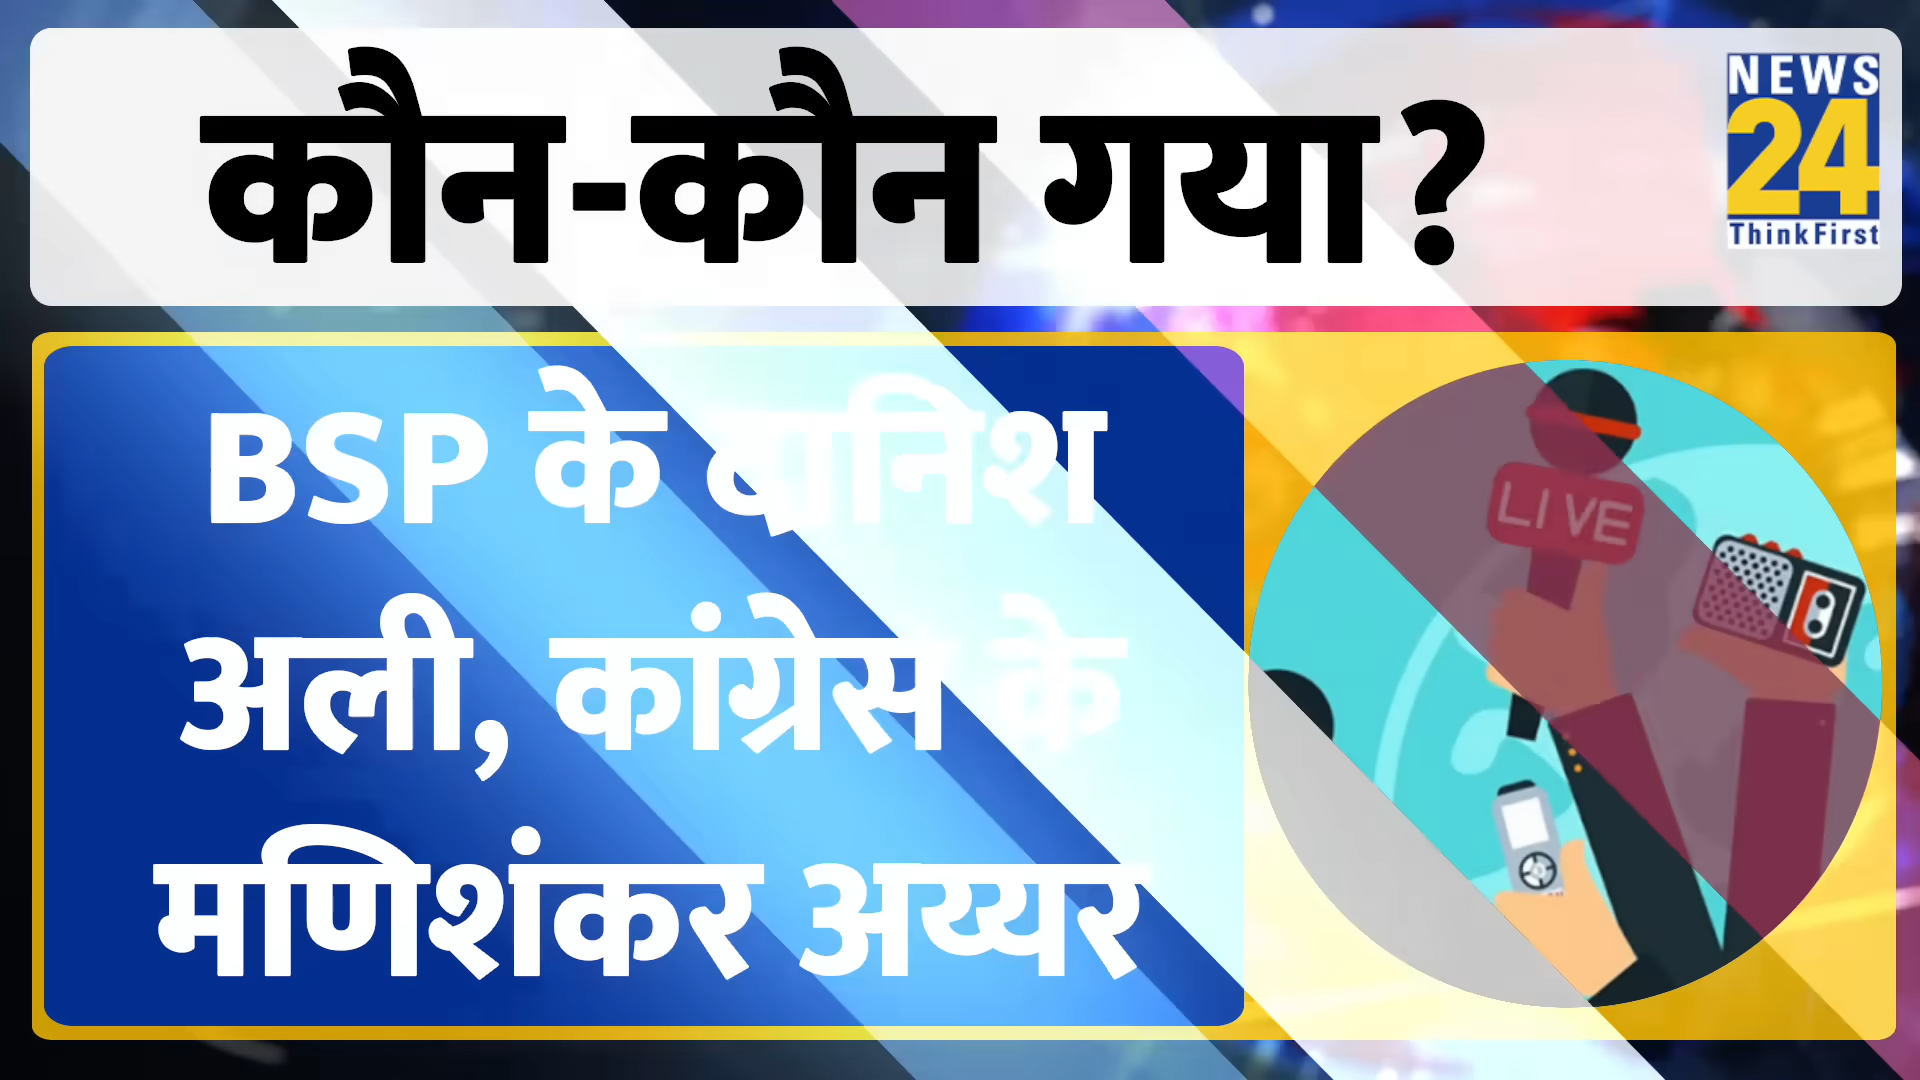 कौन-कौन गया?
NEWS
24
ThinkFirst
BSP के दानिश
अली, कांग्रेस के
मणिशंकर अय्यर
LIVE